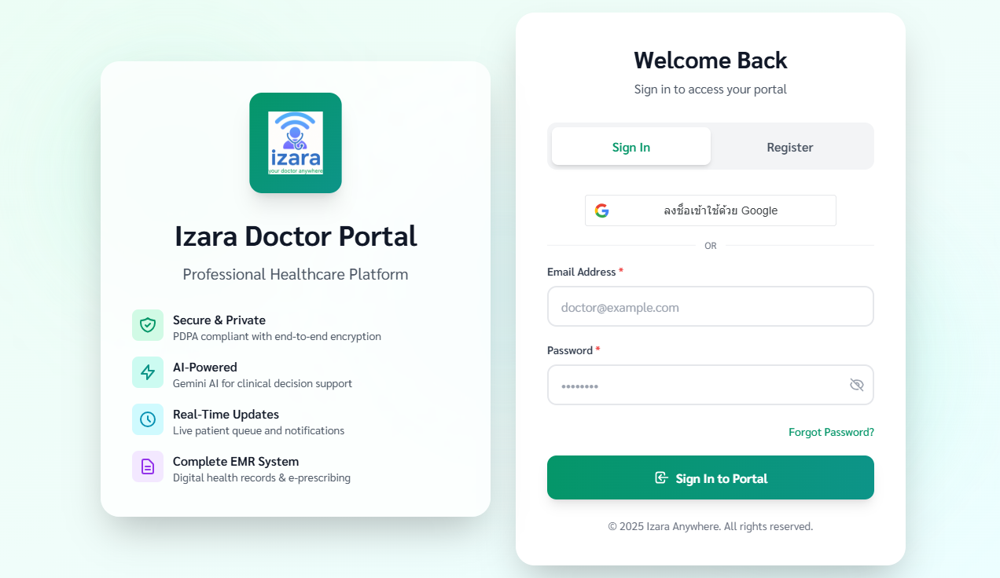 izara
your doctor anywhere
Izara Doctor Portal
Professional Healthcare Platform
Secure & Private
PDPA compliant with end-to-end encryption
AI-Powered
Gemini AI for clinical decision support
Real-Time Updates
Live patient queue and notifications
Complete EMR System
Digital health records & e-prescribing
Welcome Back
Sign in to access your portal
Sign In
Register
ลงชื่อเข้าใช้ด้วย Google
OR
Email Address *
doctor@example.com
Password *
••••••••
Forgot Password?
Sign In to Portal
© 2025 Izara Anywhere. All rights reserved.